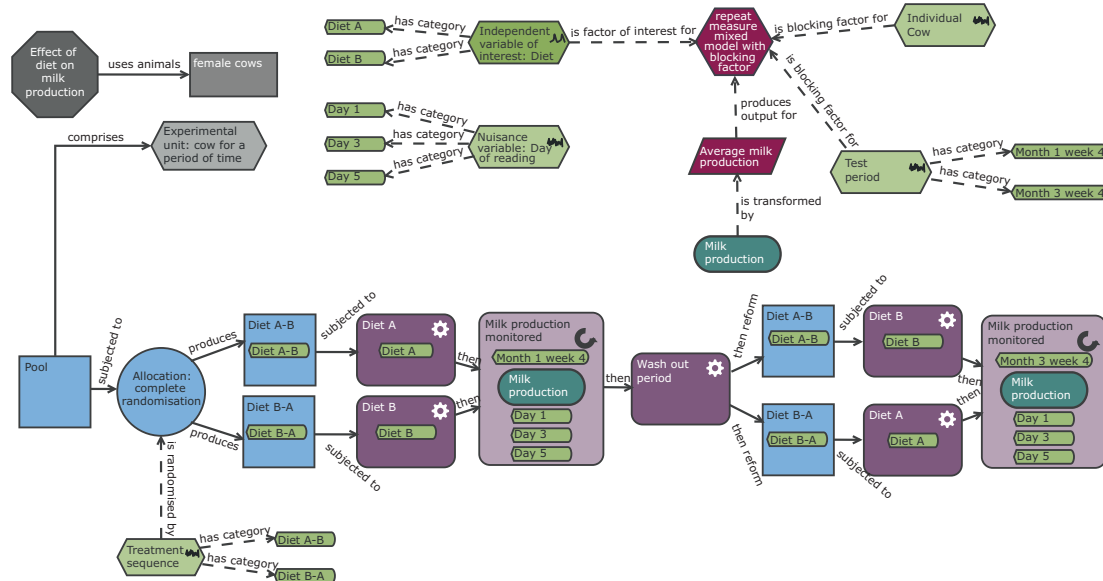 Effect of
diet on
milk
production
uses animals
female cows
comprises
Experimental
unit: cow for a
period of time
Diet A
Diet B
has category
has category
Independent
variable of
interest: Diet
is factor of interest for
repeat
measure
mixed
model with
blocking
factor
is blocking factor for
Individual
Cow
is blocking factor for
Day 1
Day 3
Day 5
has category
has category
has category
Nuisance
variable: Day
of reading
produces
output for
Average milk
production
is transformed
by
Milk
production
Test
period
has category
has category
Month 1 week 4
Month 3 week 4
Pool
subjected to
Allocation:
complete
randomisation
produces
produces
Diet A-B
Diet A-B
subjected to
Diet A
Diet A
then
Diet B-A
Diet B-A
subjected to
Diet B
Diet B
then
Milk production
monitored
Month 1 week 4
Milk
production
Day 1
Day 3
Day 5
then
Wash out
period
then reform
then reform
Diet A-B
Diet A-B
subjected to
Diet B
Diet B
then
Diet B-A
Diet B-A
subjected to
Diet A
Diet A
then
Milk production
monitored
Month 3 week 4
Milk
production
Day 1
Day 3
Day 5
is randomised by
Treatment
sequence
has category
has category
Diet A-B
Diet B-A